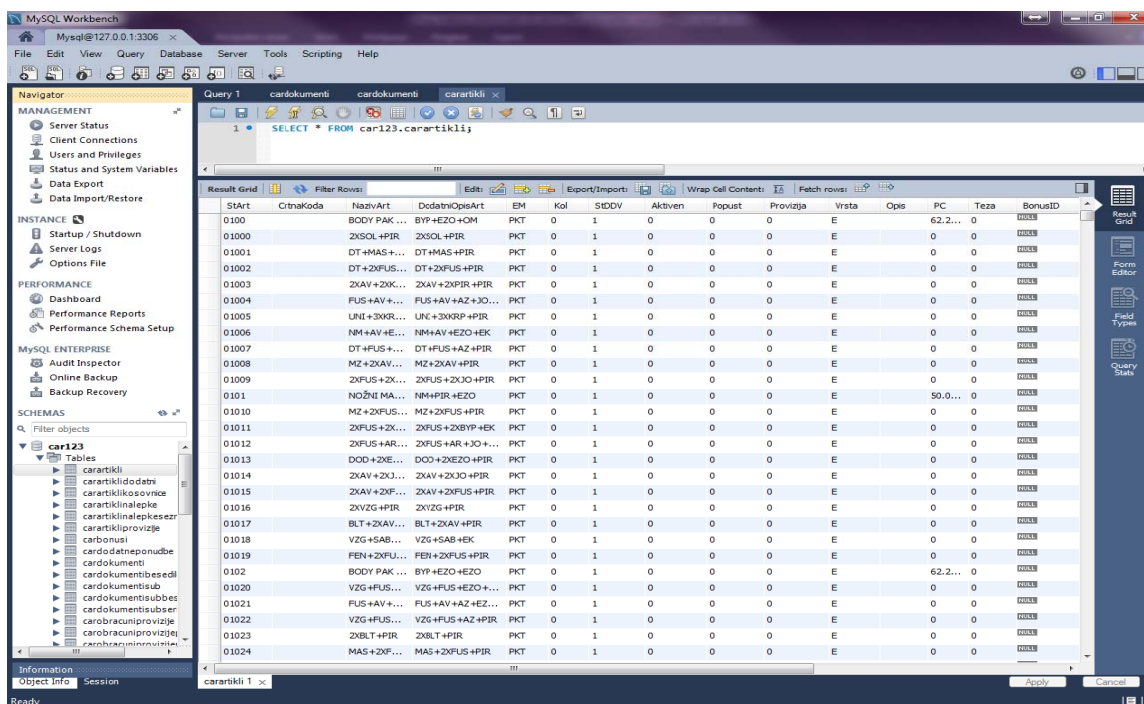 MySQL Workbench
Mysql@127.0.0.1:3306 ×
File Edit View Query Database Server Tools Scripting Help
Navigator
MANAGEMENT
Server Status
Client Connections
Users and Privileges
Status and System Variables
Data Export
Data Import/Restore
INSTANCE
Startup / Shutdown
Server Logs
Options File
PERFORMANCE
Dashboard
Performance Reports
Performance Schema Setup
MySQL ENTERPRISE
Audit Inspector
Online Backup
Backup Recovery
SCHEMAS
Filter objects
car123
Tables
carartikli
carartiklidodatni
carartiklikosovnice
carartiklinalepke
carartiklinalepkesezr
carartikliprovizije
carbonusi
cardodatneponudbe
cardokumenti
cardokumentibesedil
cardokumentisub
cardokumentisubbes
cardokumentisubser
carobracuniprovizije
carobracuniprovizije
Information
Object Info Session
Ready
Query 1 cardokumenti cardokumenti carartikli ×
1 SELECT * FROM car123.carartikli;
Result Grid Filter Rows: Edit: Export/Import: Wrap Cell Content: Fetch rows:
StArt CrtnaKoda NazivArt DodatniOpisArt EM Kol StDDV Aktiven Popust Provizija Vrsta Opis PC Teza BonusID
0100 BODY PAK ... BYP+EZO+OM PKT 0 1 0 0 0 E 62.2... 0 NULL
01000 2XSOL+PIR 2XSOL+PIR PKT 0 1 0 0 0 E 0 0 NULL
01001 DT+MAS+... DT+MAS+PIR PKT 0 1 0 0 0 E 0 0 NULL
01002 DT+2XFUS... DT+2XFUS+PIR PKT 0 1 0 0 0 E 0 0 NULL
01003 2XAV+2XK... 2XAV+2XPIR+PIR PKT 0 1 0 0 0 E 0 0 NULL
01004 FUS+AV+... FUS+AV+AZ+JO... PKT 0 1 0 0 0 E 0 0 NULL
01005 UNI+3XKR... UNI+3XKRP+PIR PKT 0 1 0 0 0 E 0 0 NULL
01006 NM+AV+E... NM+AV+EZO+EK PKT 0 1 0 0 0 E 0 0 NULL
01007 DT+FUS+... DT+FUS+AZ+PIR PKT 0 1 0 0 0 E 0 0 NULL
01008 MZ+2XAV... MZ+2XAV+PIR PKT 0 1 0 0 0 E 0 0 NULL
01009 2XFUS+2X... 2XFUS+2XJO+PIR PKT 0 1 0 0 0 E 0 0 NULL
0101 NOŽNI MA... NM+PIR+EZO PKT 0 1 0 0 0 E 50.0... 0 NULL
01010 MZ+2XFUS... MZ+2XFUS+PIR PKT 0 1 0 0 0 E 0 0 NULL
01011 2XFUS+2X... 2XFUS+2XBYP+EK PKT 0 1 0 0 0 E 0 0 NULL
01012 2XFUS+AR... 2XFUS+AR+JO+... PKT 0 1 0 0 0 E 0 0 NULL
01013 DOD+2XE... DOD+2XEZO+PIR PKT 0 1 0 0 0 E 0 0 NULL
01014 2XAV+2XJ... 2XAV+2XJO+PIR PKT 0 1 0 0 0 E 0 0 NULL
01015 2XAV+2XF... 2XAV+2XFUS+PIR PKT 0 1 0 0 0 E 0 0 NULL
01016 2XVZG+PIR 2XVZG+PIR PKT 0 1 0 0 0 E 0 0 NULL
01017 BLT+2XAV... BLT+2XAV+PIR PKT 0 1 0 0 0 E 0 0 NULL
01018 VZG+SAB... VZG+SAB+EK PKT 0 1 0 0 0 E 0 0 NULL
01019 FEN+2XFU... FEN+2XFUS+PIR PKT 0 1 0 0 0 E 0 0 NULL
0102 BODY PAK ... BYP+EZO+EZO PKT 0 1 0 0 0 E 62.2... 0 NULL
01020 VZG+FUS... VZG+FUS+EZO+... PKT 0 1 0 0 0 E 0 0 NULL
01021 FUS+AV+... FUS+AV+AZ+EZ... PKT 0 1 0 0 0 E 0 0 NULL
01022 VZG+FUS... VZG+FUS+AZ+PIR PKT 0 1 0 0 0 E 0 0 NULL
01023 2XBLT+PIR 2XBLT+PIR PKT 0 1 0 0 0 E 0 0 NULL
01024 MAS+2XF... MAS+2XFUS+PIR PKT 0 1 0 0 0 E 0 0 NULL
carartikli 1 × Apply Cancel
Result Grid
Form Editor
Field Types
Query Stats